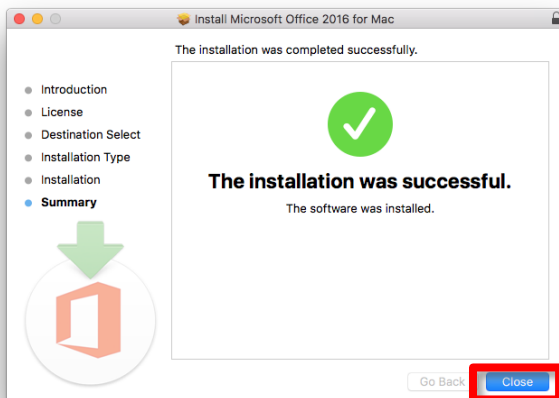 Install Microsoft Office 2016 for Mac
The installation was completed successfully.
Introduction
License
Destination Select
Installation Type
Installation
Summary
The installation was successful.
The software was installed.
Go Back
Close